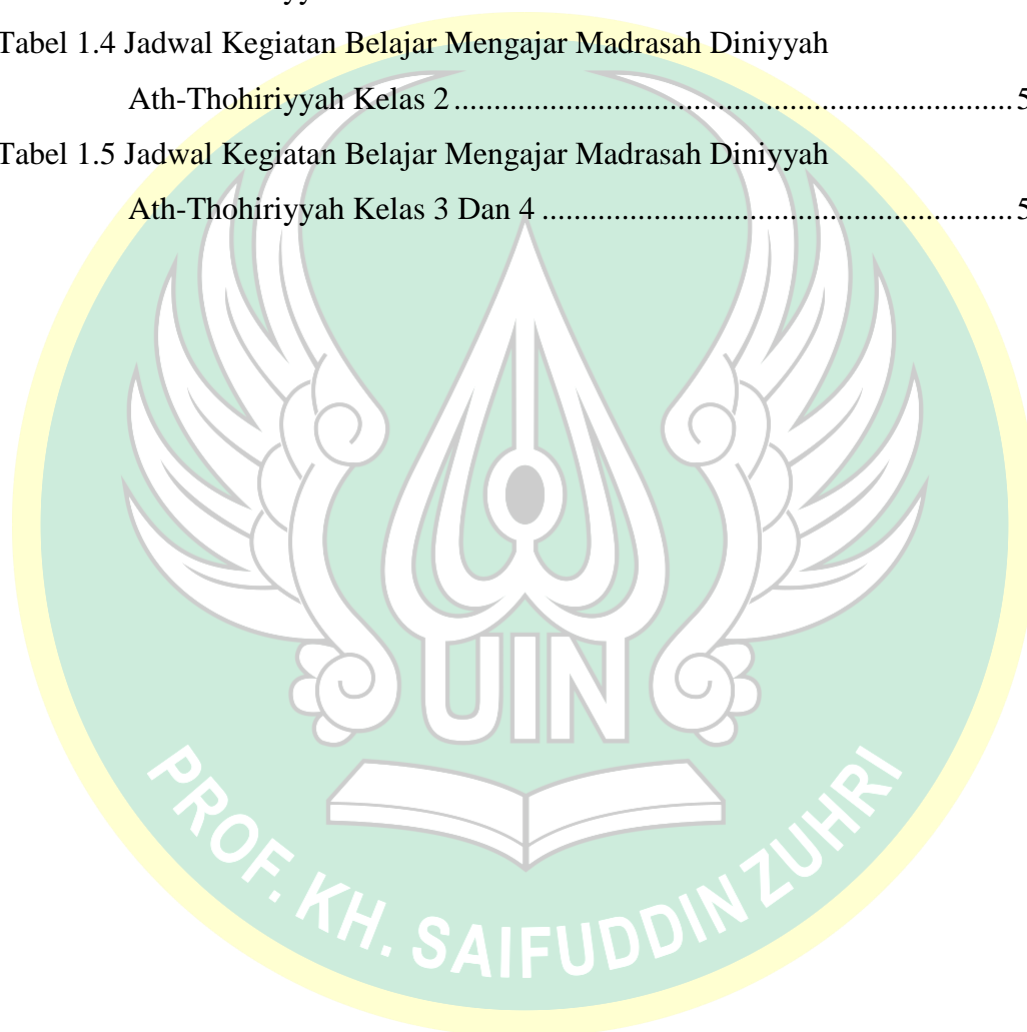 Tabel 1.4 Jadwal Kegiatan Belajar Mengajar Madrasah Diniyyah
Ath-Thohiriyyah Kelas 2 ....................................................................... 5
Tabel 1.5 Jadwal Kegiatan Belajar Mengajar Madrasah Diniyyah
Ath-Thohiriyyah Kelas 3 Dan 4 ............................................................ 5
UIN
PROF. KH. SAIFUDDIN ZUHRI